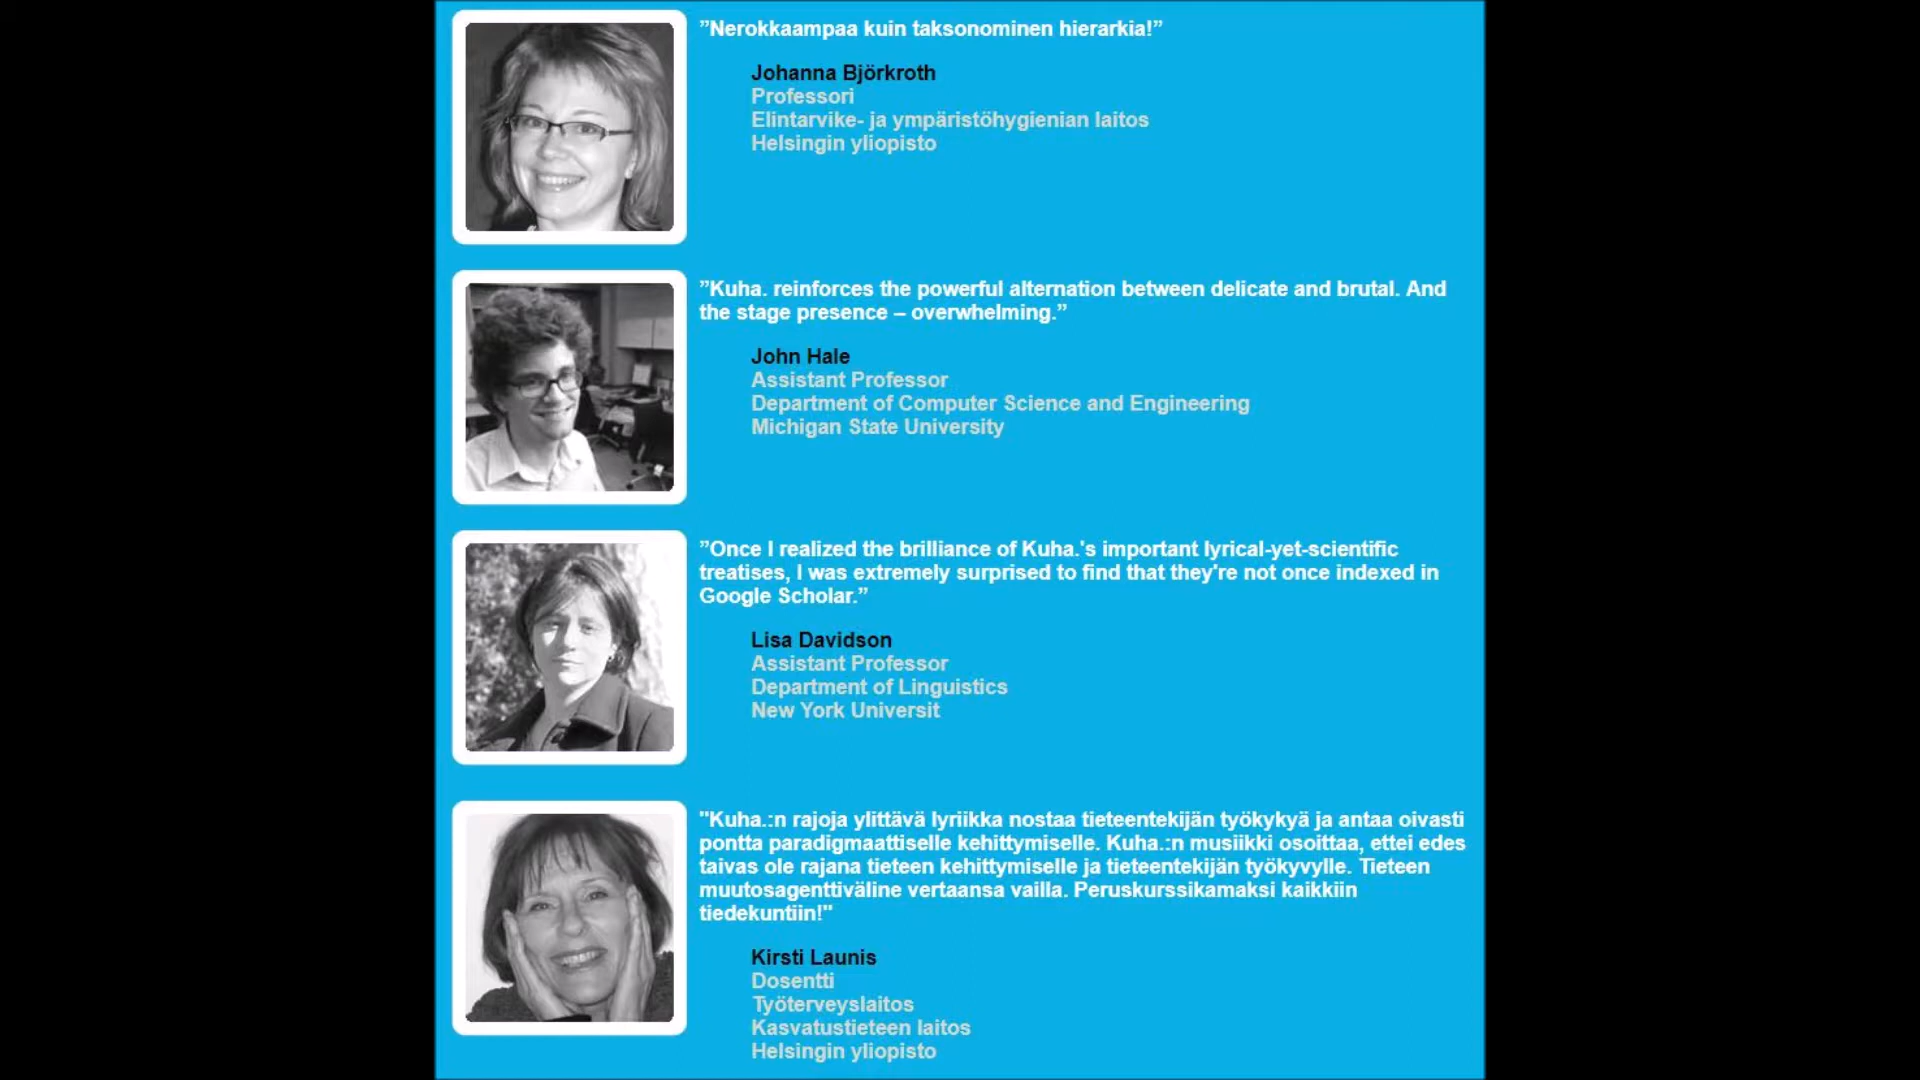 ”Nerokkaampaa kuin taksonominen hierarkia!”
Johanna Björkroth
Professori
Elintarvike- ja ympäristöhygienian laitos
Helsingin yliopisto
”Kuha. reinforces the powerful alternation between delicate and brutal. And
the stage presence – overwhelming.”
John Hale
Assistant Professor
Department of Computer Science and Engineering
Michigan State University
”Once I realized the brilliance of Kuha.'s important lyrical-yet-scientific
treatises, I was extremely surprised to find that they're not once indexed in
Google Scholar.”
Lisa Davidson
Assistant Professor
Department of Linguistics
New York Universit
"Kuha.:n rajoja ylittävä lyriikka nostaa tieteentekijän työkykyä ja antaa oivasti
pontta paradigmaattiselle kehittymiselle. Kuha.:n musiikki osoittaa, ettei edes
taivas ole rajana tieteen kehittymiselle ja tieteentekijän työkyvylle. Tieteen
muutosagenttiväline vertaansa vailla. Peruskurssikamaksi kaikkiin
tiedekuntiin!"
Kirsti Launis
Dosentti
Työterveyslaitos
Kasvatustieteen laitos
Helsingin yliopisto